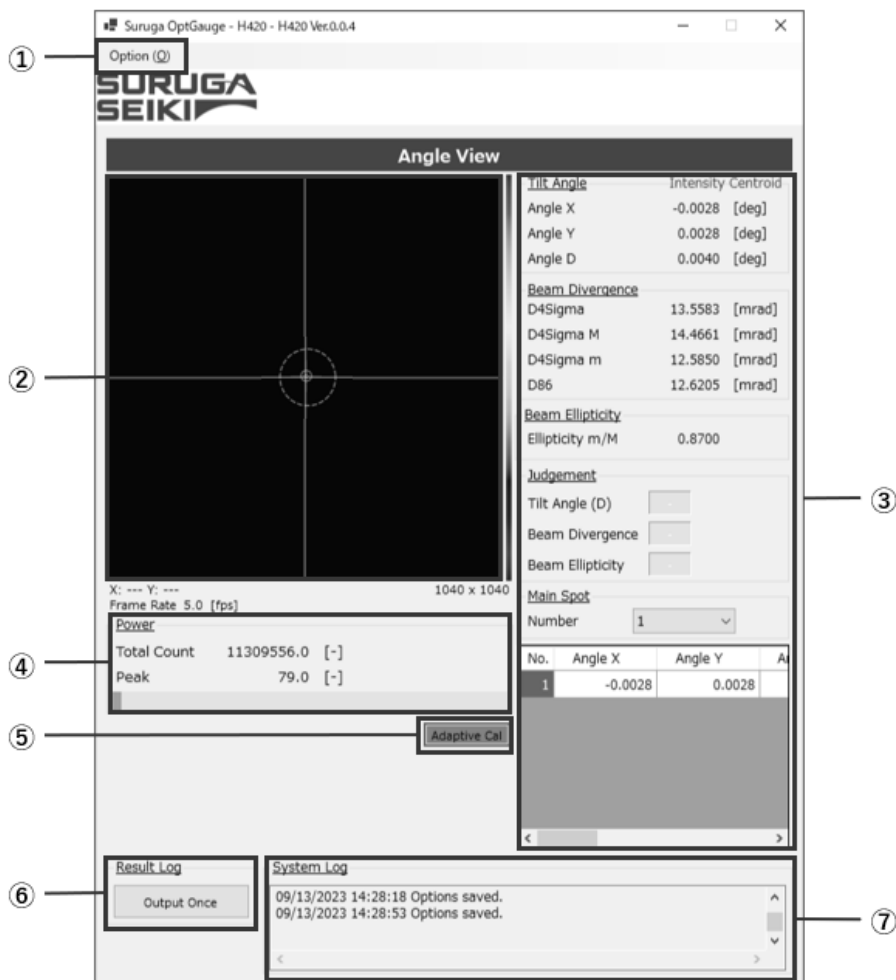 Suruga OptGauge - H420 - H420 Ver.0.0.4
① Option (O)
SURUGA
SEIKI
Angle View
②
③
Tilt Angle Intensity Centroid
Angle X -0.0028 [deg]
Angle Y 0.0028 [deg]
Angle D 0.0040 [deg]
Beam Divergence
D4Sigma 13.5583 [mrad]
D4Sigma M 14.4661 [mrad]
D4Sigma m 12.5850 [mrad]
D86 12.6205 [mrad]
Beam Ellipticity
Ellipticity m/M 0.8700
Judgement
Tilt Angle (D) -
Beam Divergence -
Beam Ellipticity -
Main Spot
Number 1
No. Angle X Angle Y
1 -0.0028 0.0028
X: --- Y: --- 1040 x 1040
Frame Rate 5.0 [fps]
Power
④ Total Count 11309556.0 [-]
Peak 79.0 [-]
⑤ Adaptive Cal
Result Log
⑥ Output Once
System Log
09/13/2023 14:28:18 Options saved.
09/13/2023 14:28:53 Options saved.
⑦